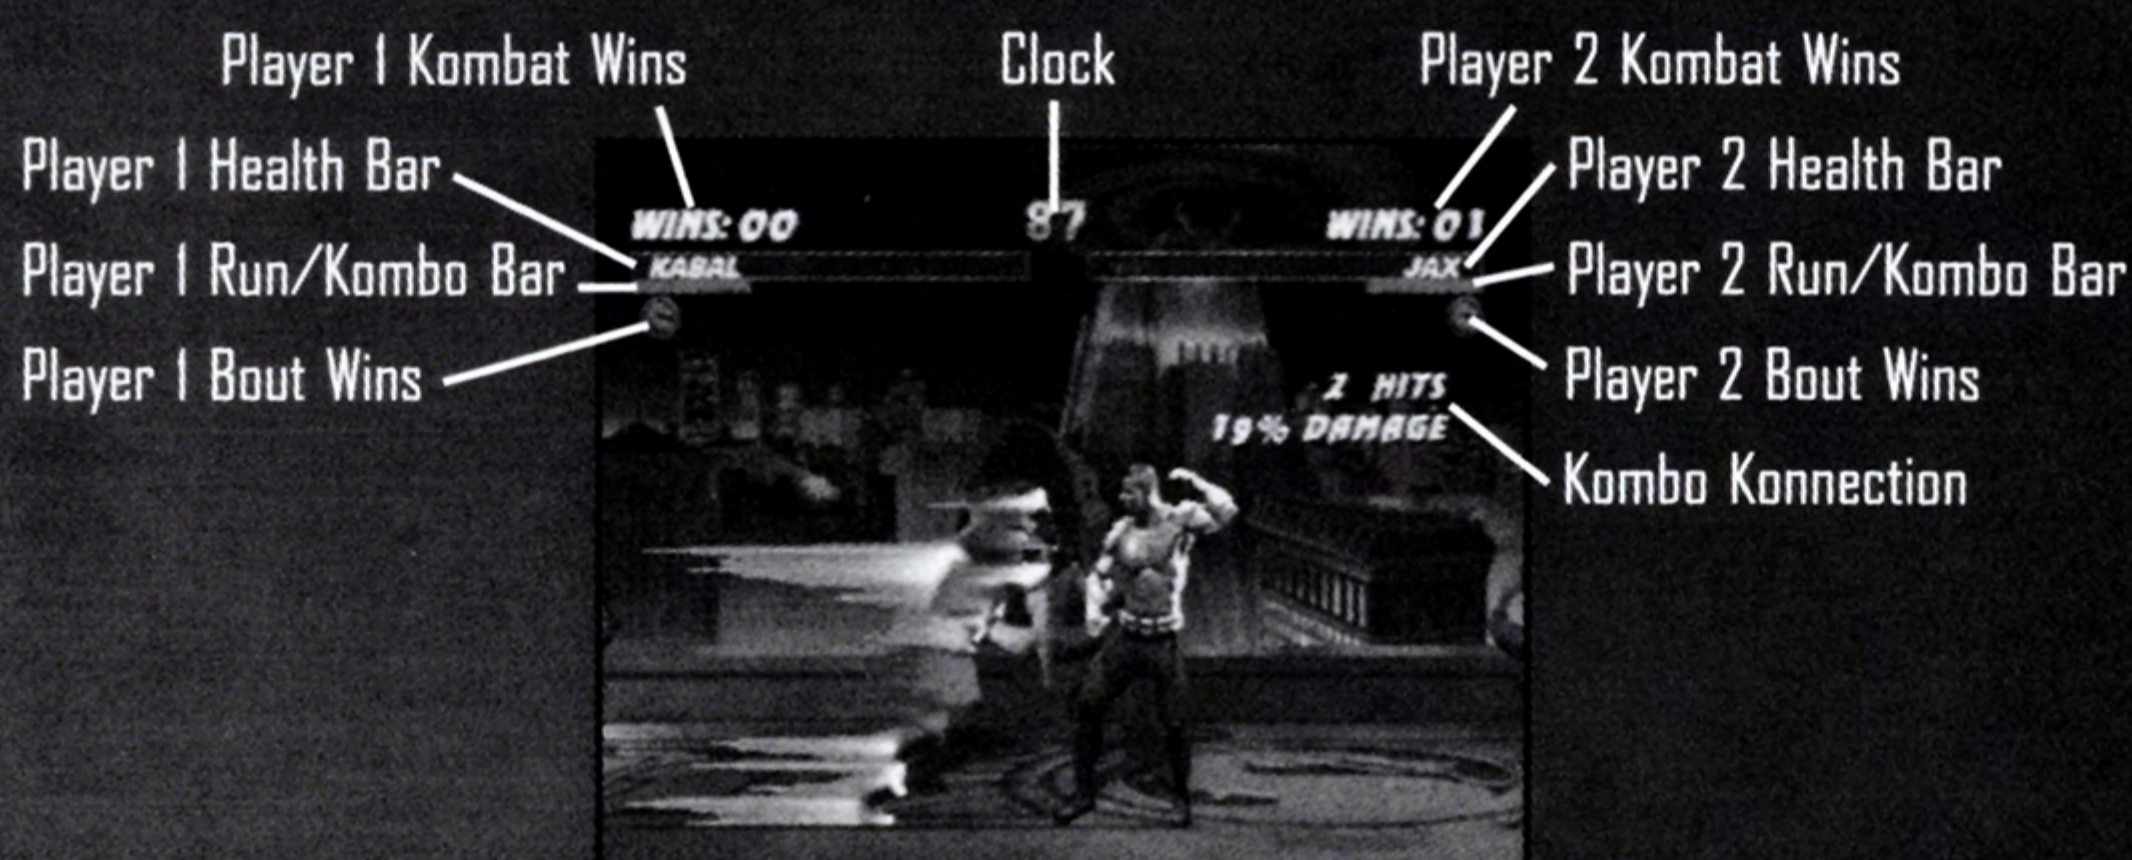 Player 1 Kombat Wins
Clock
Player 2 Kombat Wins
Player 1 Health Bar
Player 2 Health Bar
WINS: 00
87
WINS: 01
Player 1 Run/Kombo Bar
KABAL
JAX
Player 2 Run/Kombo Bar
Player 1 Bout Wins
Player 2 Bout Wins
2 HITS
19% DAMAGE
Kombo Konnection